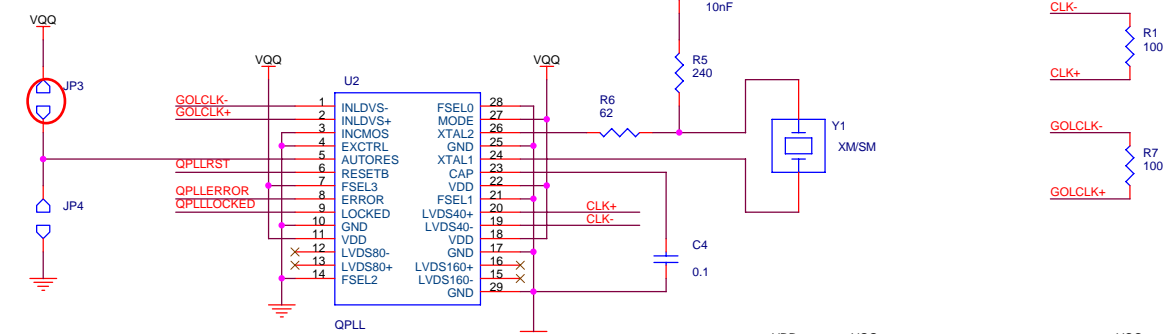 10nF
CLK-
VQQ
R1
100
VQQ
VQQ
R5
240
CLK+
JP3
U2
R6
62
GOLCLK-
1
INLDVS-
FSEL0
28
GOLCLK+
2
INLDVS+
MODE
27
3
INCMOS
XTAL2
26
4
EXCTRL
GND
25
5
AUTORES
XTAL1
24
QPLLRST
6
RESETB
CAP
23
7
FSEL3
VDD
22
QPLLERROR
8
ERROR
FSEL1
21
QPLLLOCKED
9
LOCKED
LVDS40+
20
CLK+
10
GND
LVDS40-
19
CLK-
11
VDD
VDD
18
12
LVDS80-
GND
17
13
LVDS80+
LVDS160+
16
14
FSEL2
LVDS160-
15
GND
29
QPLL
Y1
XM/SM
GOLCLK-
R7
100
GOLCLK+
JP4
C4
0.1